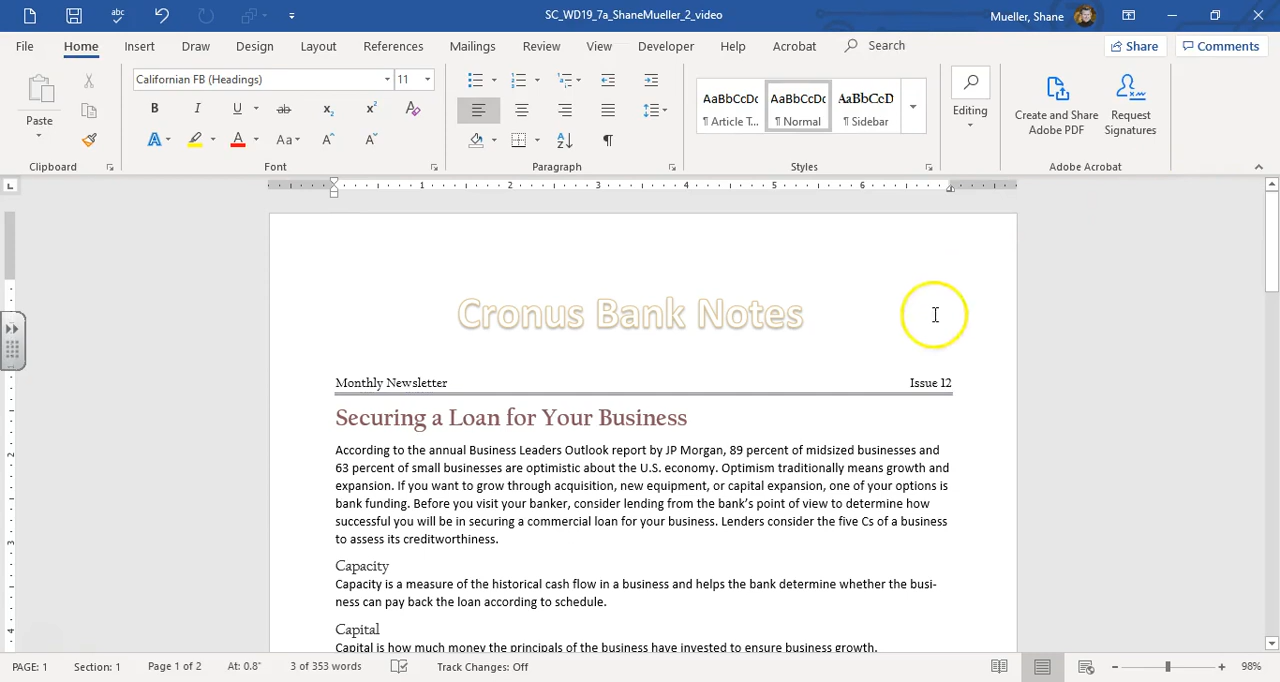 SC_WD19_7a_ShaneMueller_2_video
Mueller, Shane
File Home Insert Draw Design Layout References Mailings Review View Developer Help Acrobat Search Share Comments
Californian FB (Headings) 11
Paste
B I U ab x₂ x² A
A A Aa A A
AaBbCcDc AaBbCcDc AaBbCcD
¶ Article T... ¶ Normal ¶ Sidebar
Editing
Create and Share Adobe PDF
Request Signatures
Clipboard Font Paragraph Styles Adobe Acrobat
1 2 3 4 5 6
Cronus Bank Notes
Monthly Newsletter Issue 12
Securing a Loan for Your Business
According to the annual Business Leaders Outlook report by JP Morgan, 89 percent of midsized businesses and
63 percent of small businesses are optimistic about the U.S. economy. Optimism traditionally means growth and
expansion. If you want to grow through acquisition, new equipment, or capital expansion, one of your options is
bank funding. Before you visit your banker, consider lending from the bank's point of view to determine how
successful you will be in securing a commercial loan for your business. Lenders consider the five Cs of a business
to assess its creditworthiness.
Capacity
Capacity is a measure of the historical cash flow in a business and helps the bank determine whether the busi-
ness can pay back the loan according to schedule.
Capital
Capital is how much money the principals of the business have invested to ensure business growth.
PAGE: 1 Section: 1 Page 1 of 2 At: 0.8" 3 of 353 words Track Changes: Off 98%